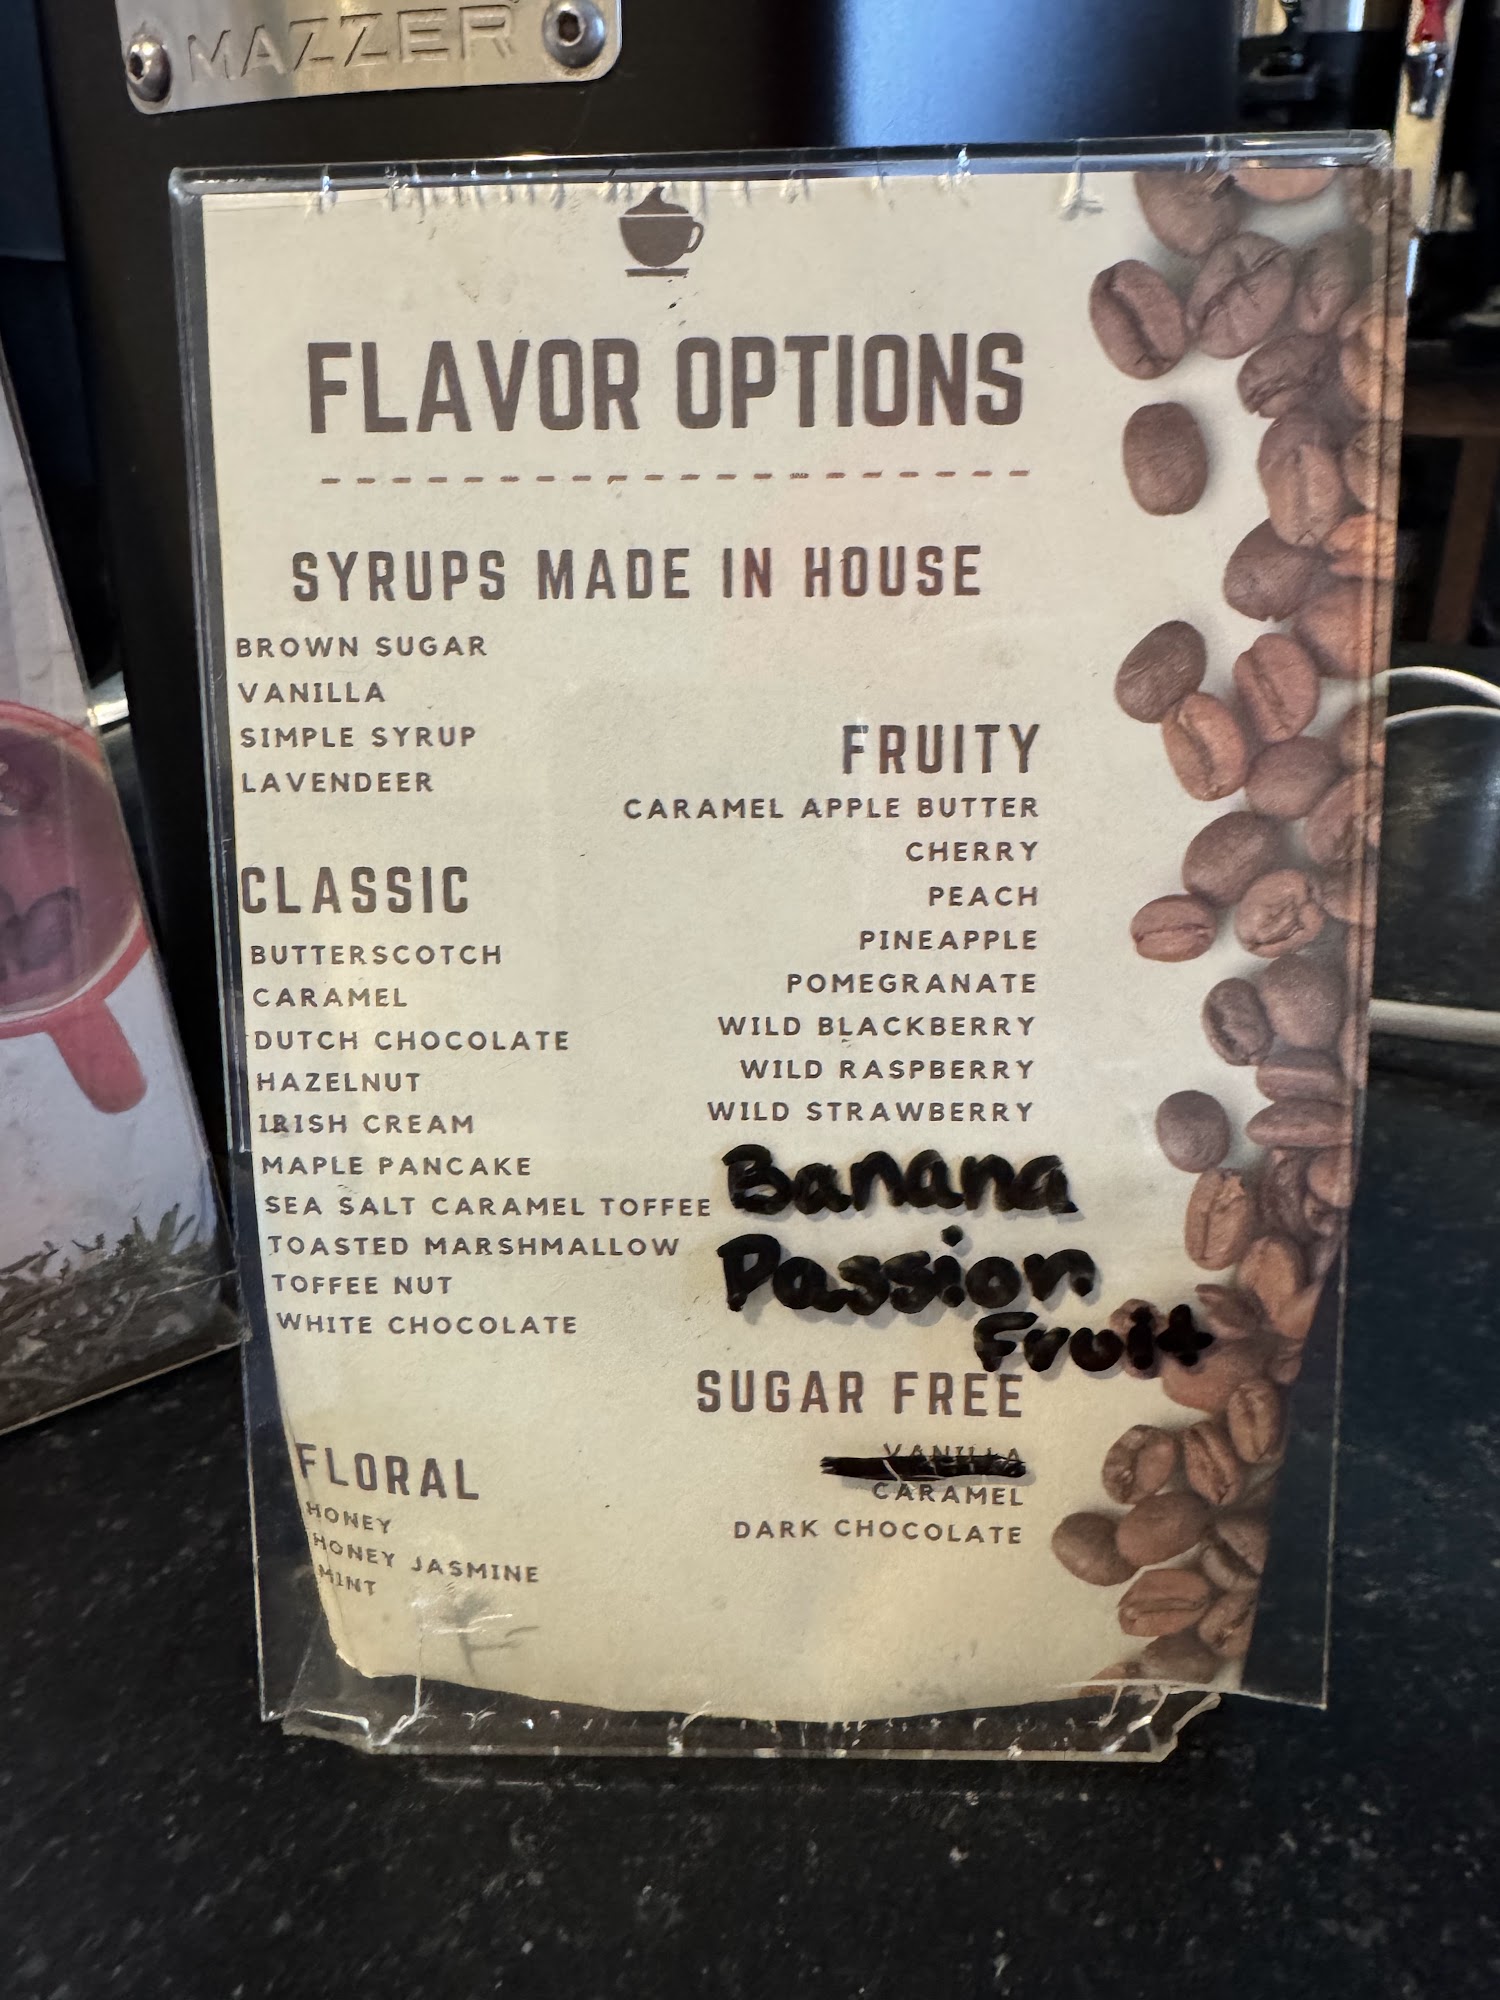 MAZZER
FLAVOR OPTIONS
SYRUPS MADE IN HOUSE
BROWN SUGAR
VANILLA
SIMPLE SYRUP
LAVENDEER
CLASSIC
BUTTERSCOTCH
CARAMEL
DUTCH CHOCOLATE
HAZELNUT
IRISH CREAM
MAPLE PANCAKE
SEA SALT CARAMEL TOFFEE
TOASTED MARSHMALLOW
TOFFEE NUT
WHITE CHOCOLATE
FLORAL
HONEY
HONEY JASMINE
MINT
FRUITY
CARAMEL APPLE BUTTER
CHERRY
PEACH
PINEAPPLE
POMEGRANATE
WILD BLACKBERRY
WILD RASPBERRY
WILD STRAWBERRY
Banana
Passion
Fruit
SUGAR FREE
VANILLA
CARAMEL
DARK CHOCOLATE